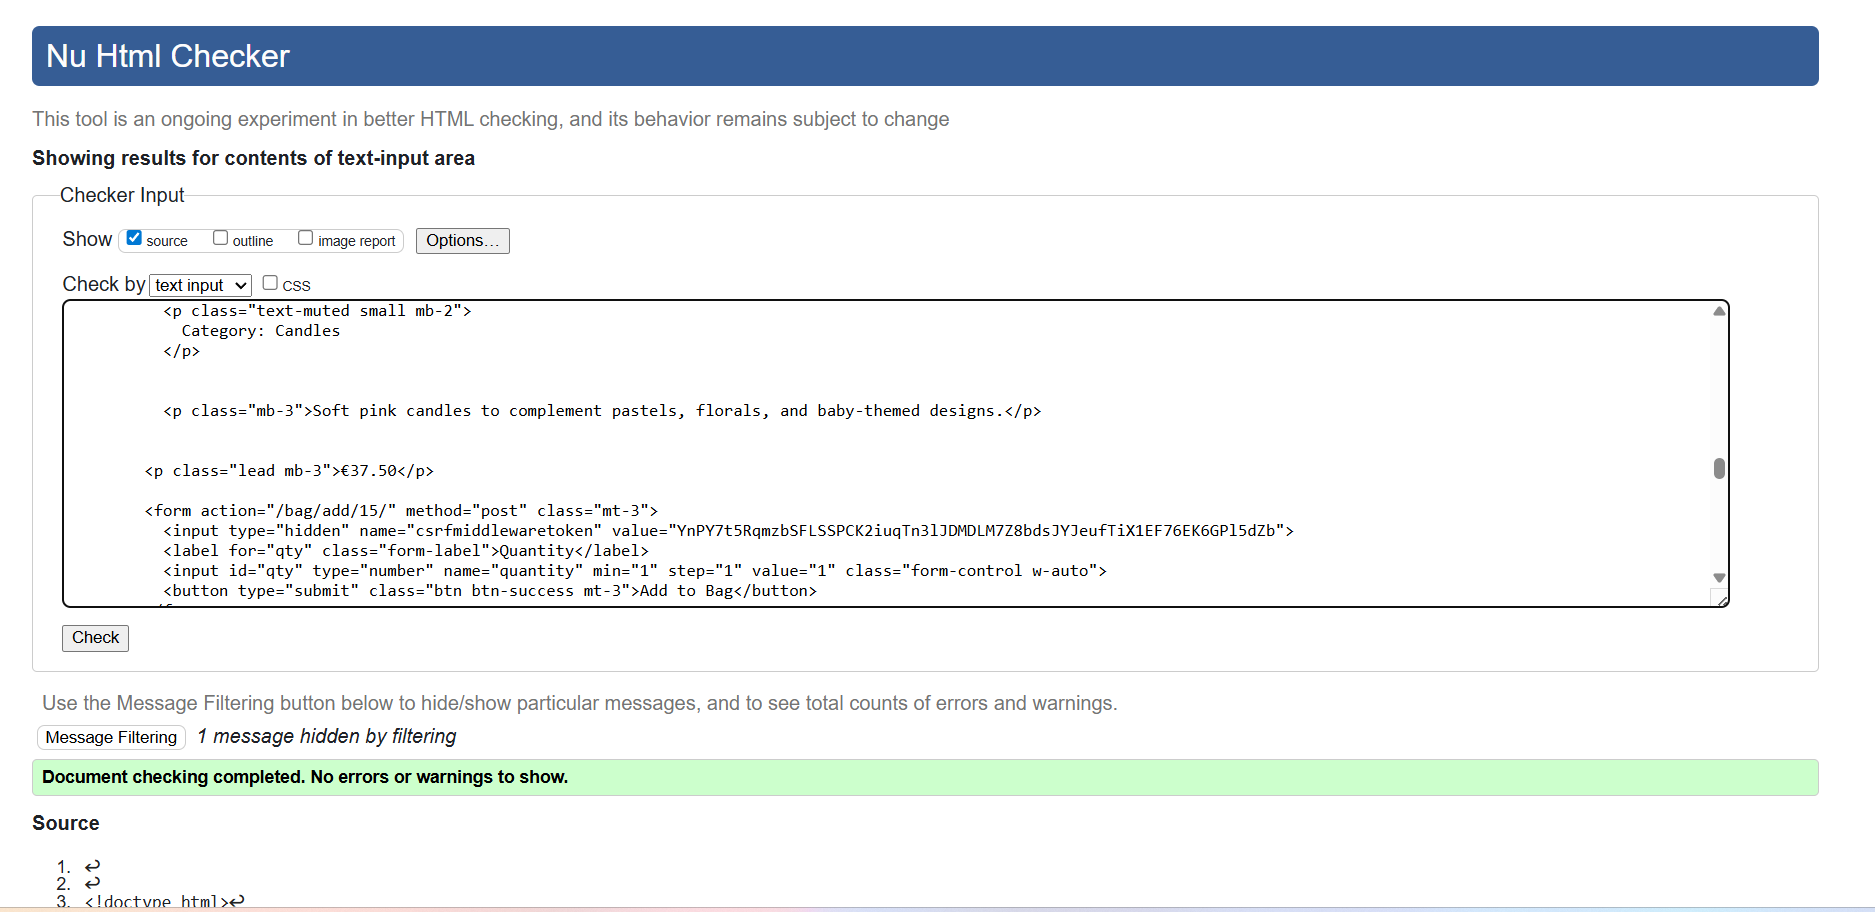 Nu Html Checker
This tool is an ongoing experiment in better HTML checking, and its behavior remains subject to change
Showing results for contents of text-input area
Checker Input
Show source outline image report Options...
Check by text input CSS
<p class="text-muted small mb-2">
Category: Candles
</p>
<p class="mb-3">Soft pink candles to complement pastels, florals, and baby-themed designs.</p>
<p class="lead mb-3">€37.50</p>
<form action="/bag/add/15/" method="post" class="mt-3">
<input type="hidden" name="csrfmiddlewaretoken" value="YnPY7t5RqmzbSFLSSPCK2iuqTn3lJDMDLM7Z8bdsJYJeufTiX1EF76EK6GPl5dZb">
<label for="qty" class="form-label">Quantity</label>
<input id="qty" type="number" name="quantity" min="1" step="1" value="1" class="form-control w-auto">
<button type="submit" class="btn btn-success mt-3">Add to Bag</button>
Check
Use the Message Filtering button below to hide/show particular messages, and to see total counts of errors and warnings.
Message Filtering 1 message hidden by filtering
Document checking completed. No errors or warnings to show.
Source
1. ↩
2. ↩
3. <!doctype html>↩